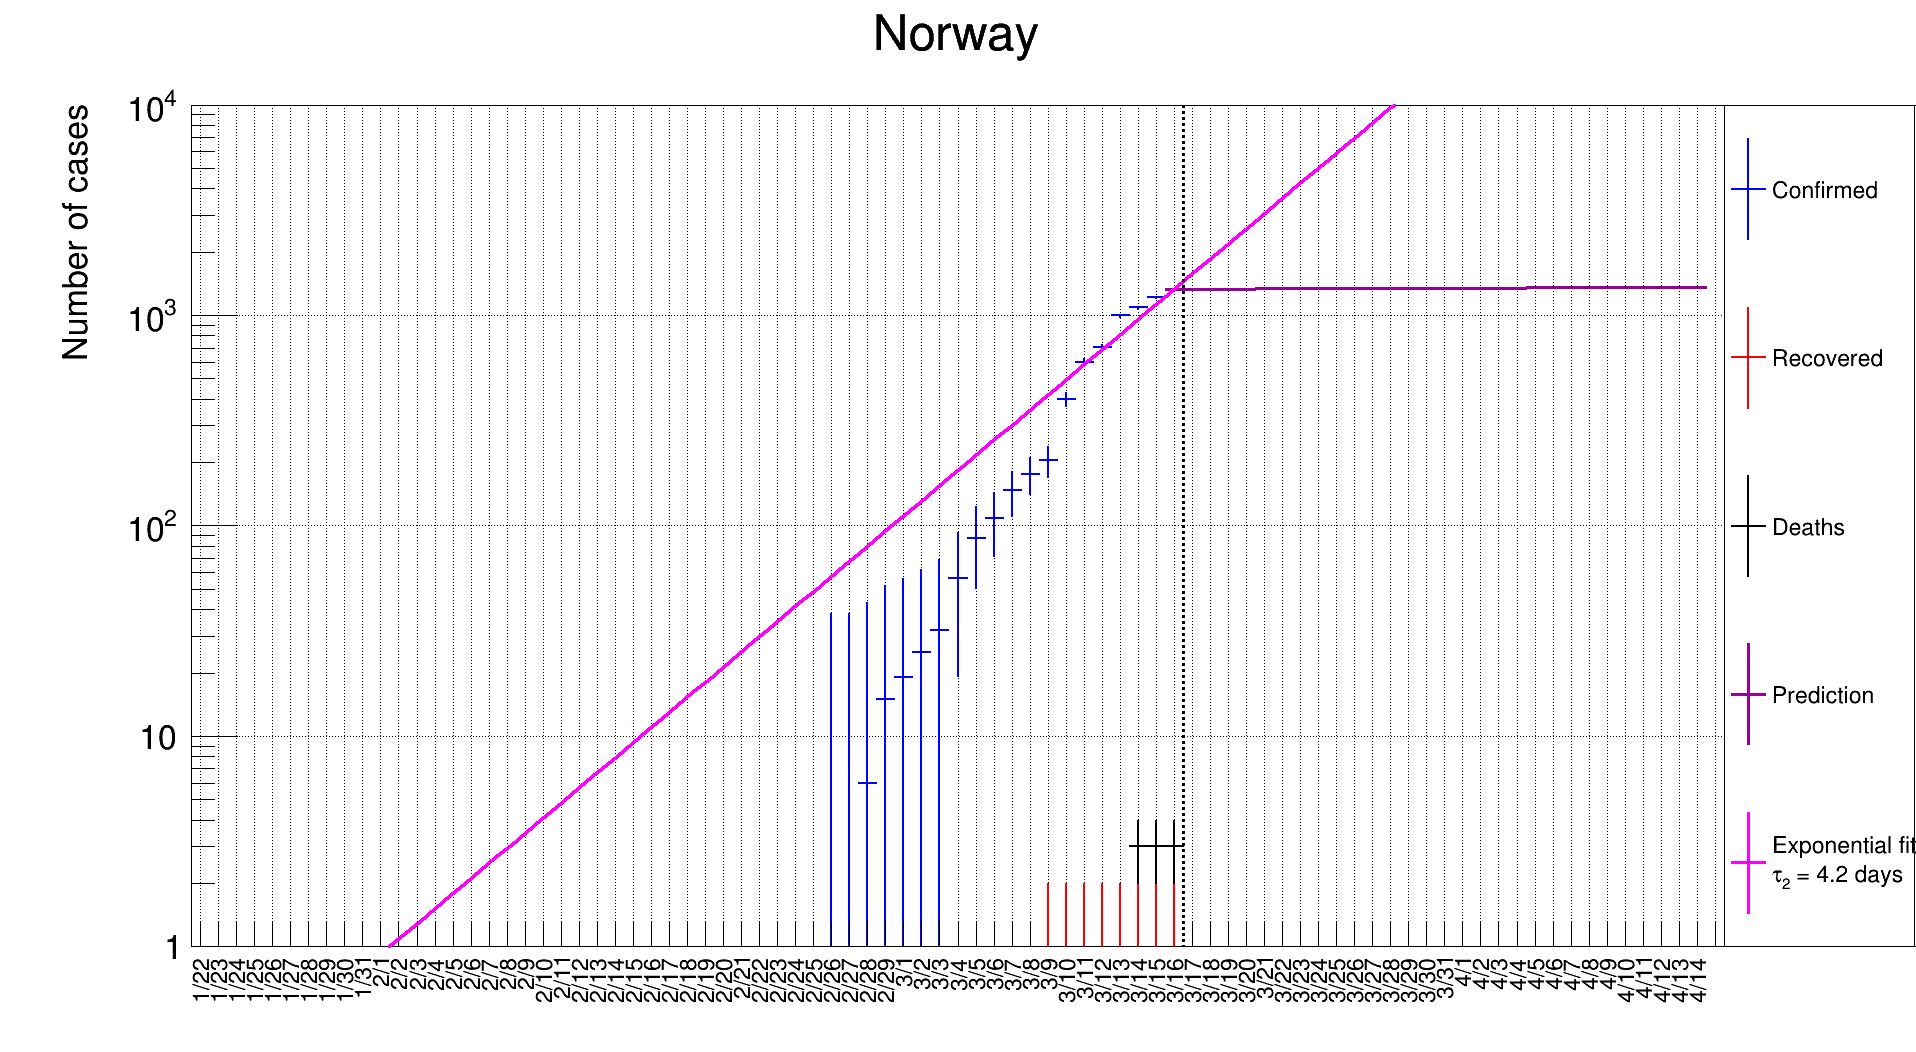 Norway
Number of cases
10⁴
10³
10²
10
1
1/22 1/23 1/24 1/25 1/26 1/27 1/28 1/29 1/30 1/31 2/1 2/2 2/3 2/4 2/5 2/6 2/7 2/8 2/9 2/10 2/11 2/12 2/13 2/14 2/15 2/16 2/17 2/18 2/19 2/20 2/21 2/22 2/23 2/24 2/25 2/26 2/27 2/28 2/29 3/1 3/2 3/3 3/4 3/5 3/6 3/7 3/8 3/9 3/10 3/11 3/12 3/13 3/14 3/15 3/16 3/17 3/18 3/19 3/20 3/21 3/22 3/23 3/24 3/25 3/26 3/27 3/28 3/29 3/30 3/31 4/1 4/2 4/3 4/4 4/5 4/6 4/7 4/8 4/9 4/10 4/11 4/12 4/13 4/14
Confirmed
Recovered
Deaths
Prediction
Exponential fit
τ₂ = 4.2 days